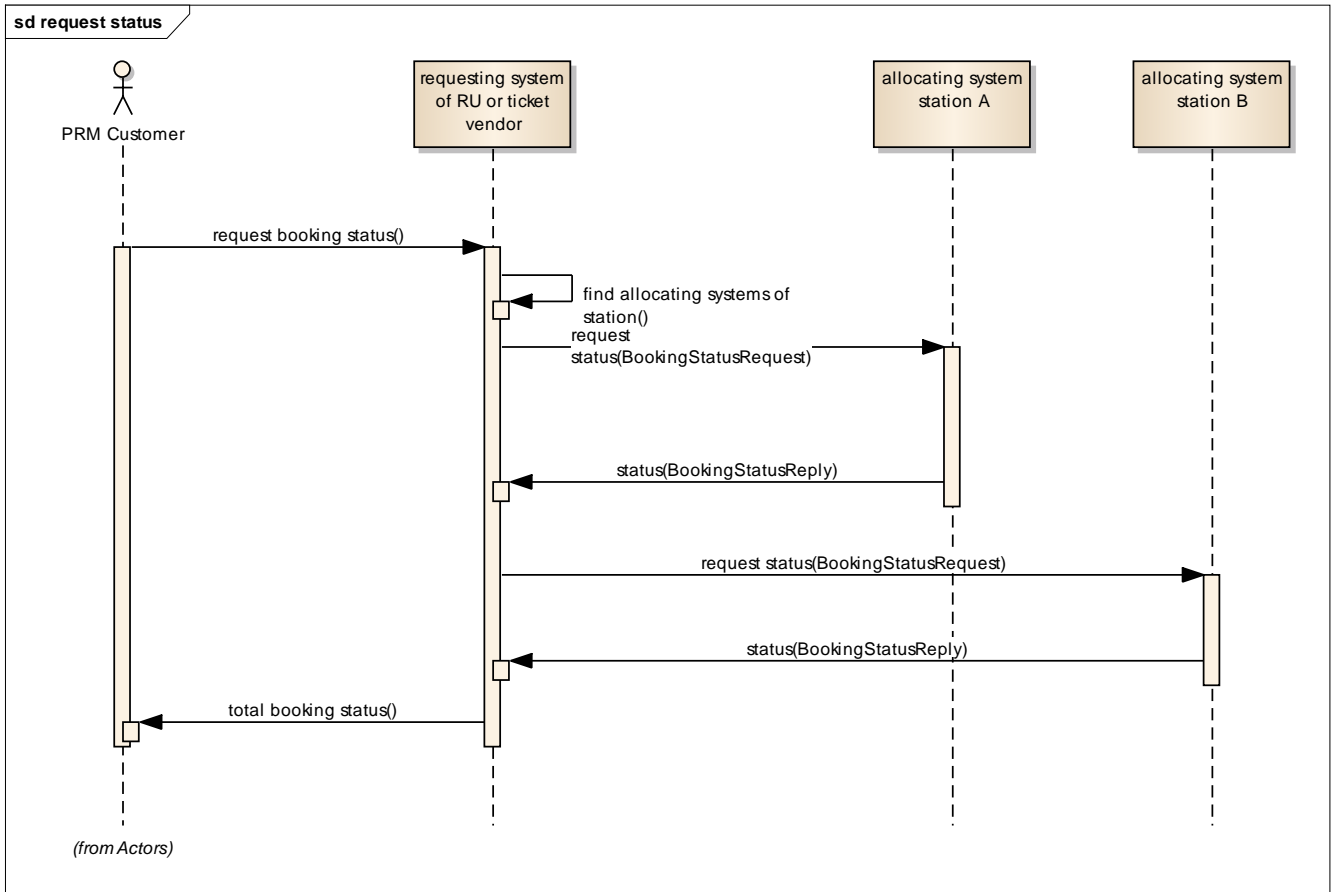 sd request status
PRM Customer
requesting system
of RU or ticket
vendor
allocating system
station A
allocating system
station B
request booking status()
find allocating systems of
station()
request
status(BookingStatusRequest)
status(BookingStatusReply)
request status(BookingStatusRequest)
status(BookingStatusReply)
total booking status()
(from Actors)